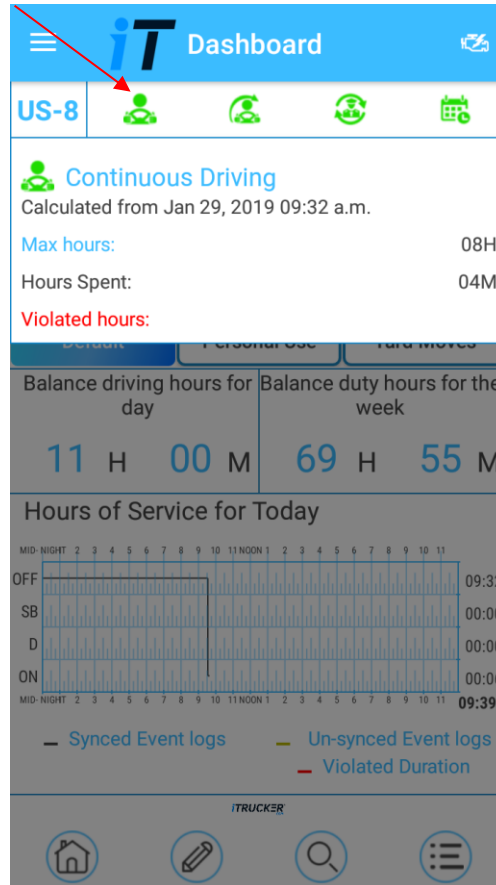 iT Dashboard
US-8
Continuous Driving
Calculated from Jan 29, 2019 09:32 a.m.
Max hours: 08H
Hours Spent: 04M
Violated hours:
Default Personal Use Yard Moves
Balance driving hours for day
Balance duty hours for the week
11 H 00 M 69 H 55 M
Hours of Service for Today
MID-NIGHT 2 3 4 5 6 7 8 9 10 11 NOON 1 2 3 4 5 6 7 8 9 10 11
OFF 09:32
SB 00:0
D 00:0
ON 00:0
MID-NIGHT 2 3 4 5 6 7 8 9 10 11 NOON 1 2 3 4 5 6 7 8 9 10 11 09:39
Synced Event logs Un-synced Event logs
Violated Duration
iTRUCKER